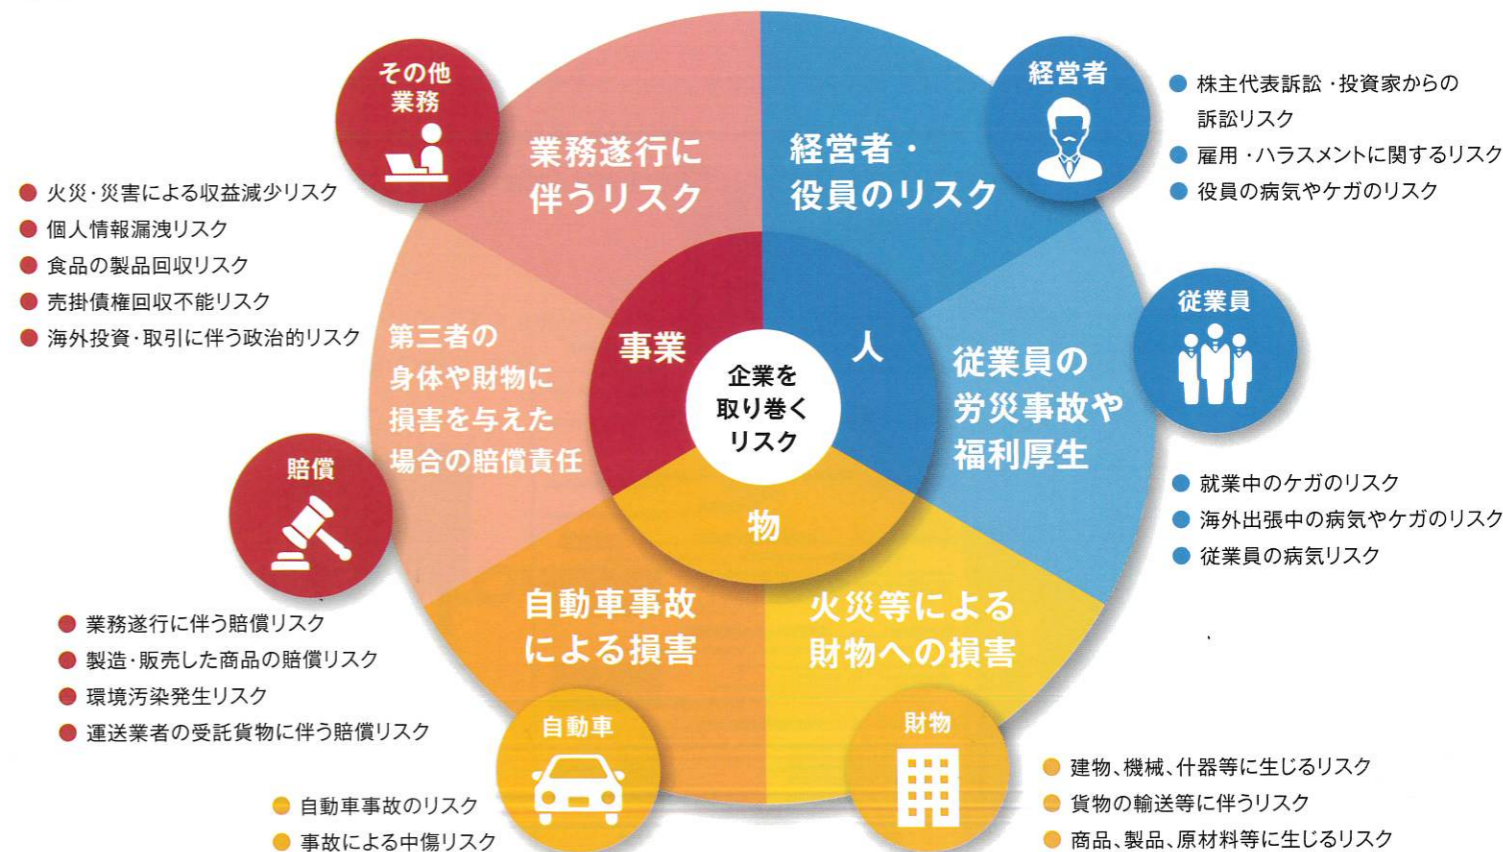 企業を
取り巻く
リスク
人
経営者・
役員のリスク
経営者
● 株主代表訴訟・投資家からの
訴訟リスク
● 雇用・ハラスメントに関するリスク
● 役員の病気やケガのリスク
従業員の
労災事故や
福利厚生
従業員
● 就業中のケガのリスク
● 海外出張中の病気やケガのリスク
● 従業員の病気リスク
物
火災等による
財物への損害
財物
● 建物、機械、什器等に生じるリスク
● 貨物の輸送等に伴うリスク
● 商品、製品、原材料等に生じるリスク
自動車事故
による損害
自動車
● 自動車事故のリスク
● 事故による中傷リスク
事業
第三者の
身体や財物に
損害を与えた
場合の賠償責任
賠償
● 業務遂行に伴う賠償リスク
● 製造・販売した商品の賠償リスク
● 環境汚染発生リスク
● 運送業者の受託貨物に伴う賠償リスク
業務遂行に
伴うリスク
その他
業務
● 火災・災害による収益減少リスク
● 個人情報漏洩リスク
● 食品の製品回収リスク
● 売掛債権回収不能リスク
● 海外投資・取引に伴う政治的リスク